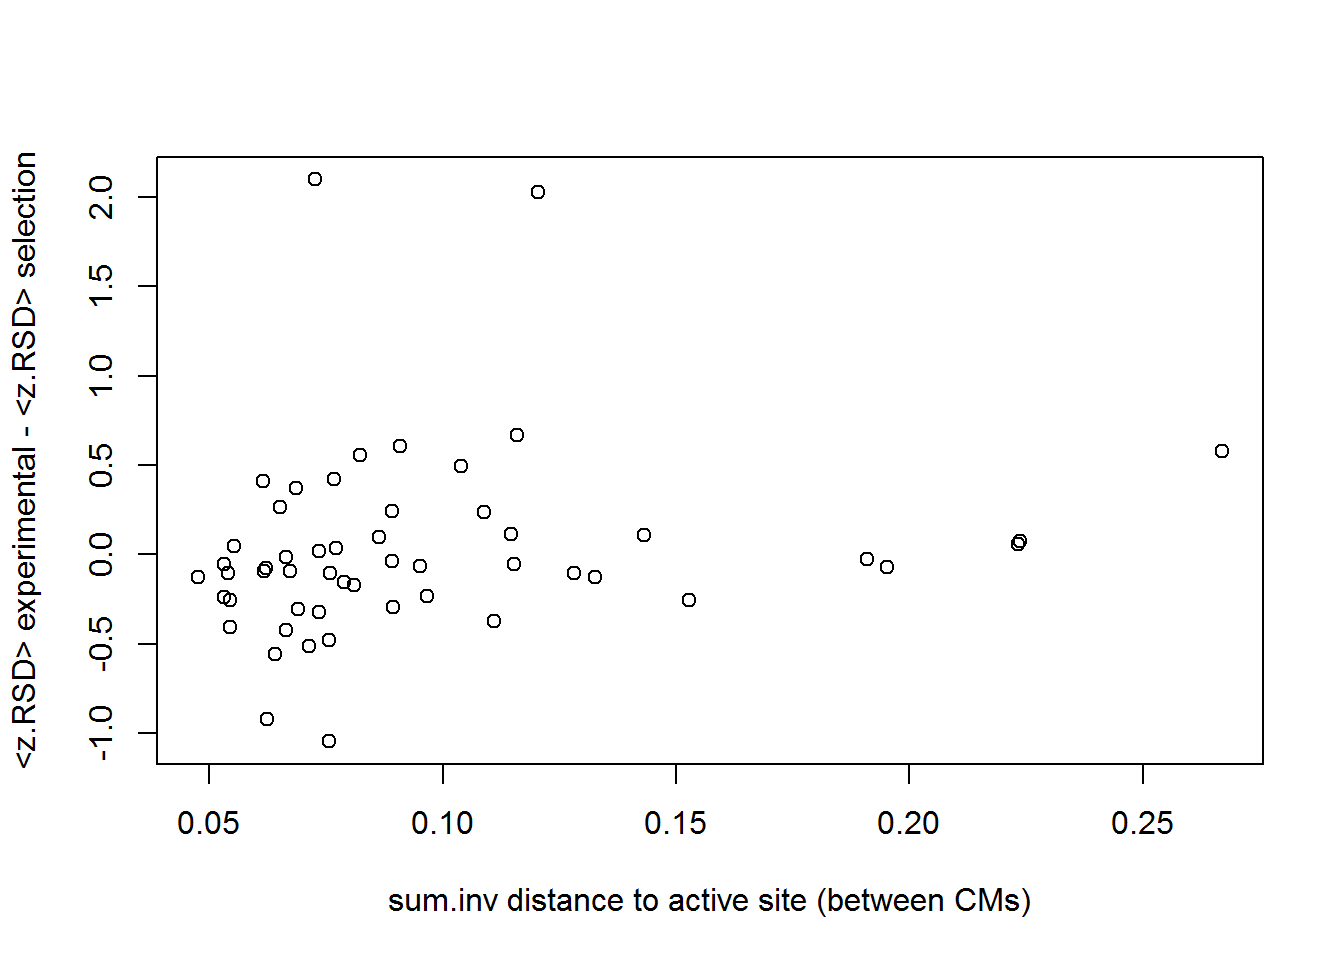 <z.RSD> experimental - <z.RSD> selection
2.0
1.5
1.0
0.5
0.0
-0.5
-1.0
0.05 0.10 0.15 0.20 0.25
sum.inv distance to active site (between CMs)